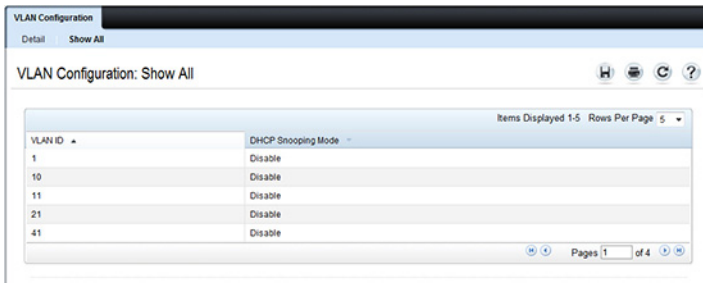 VLAN Configuration
Detail Show All
VLAN Configuration: Show All
Items Displayed 1-5 Rows Per Page 5
VLAN ID DHCP Snooping Mode
1 Disable
10 Disable
11 Disable
21 Disable
41 Disable
Pages 1 of 4